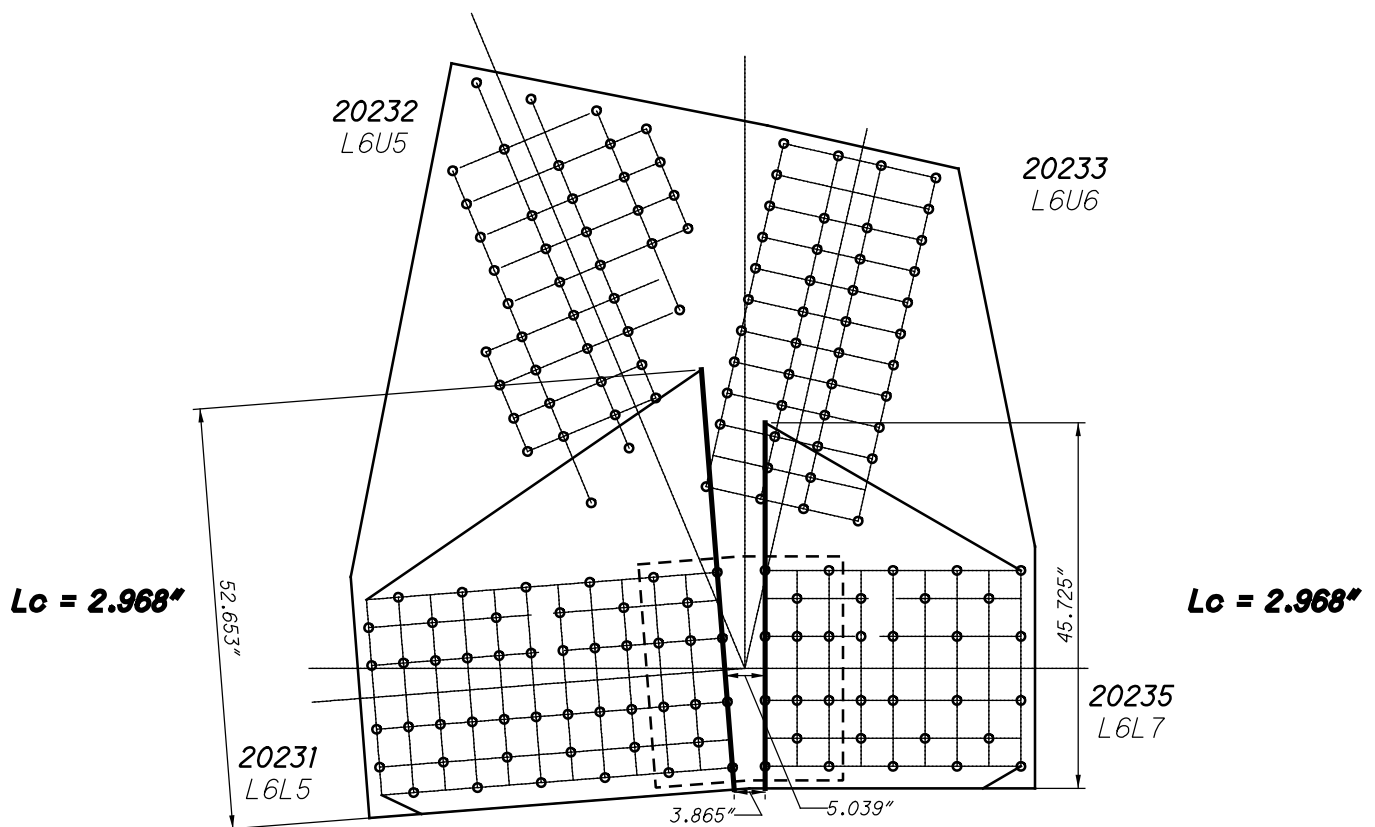 20232
L6U5
20233
L6U6
Lc = 2.968"
52.653"
45.725"
Lc = 2.968"
20231
L6L5
20235
L6L7
3.865"
5.039"